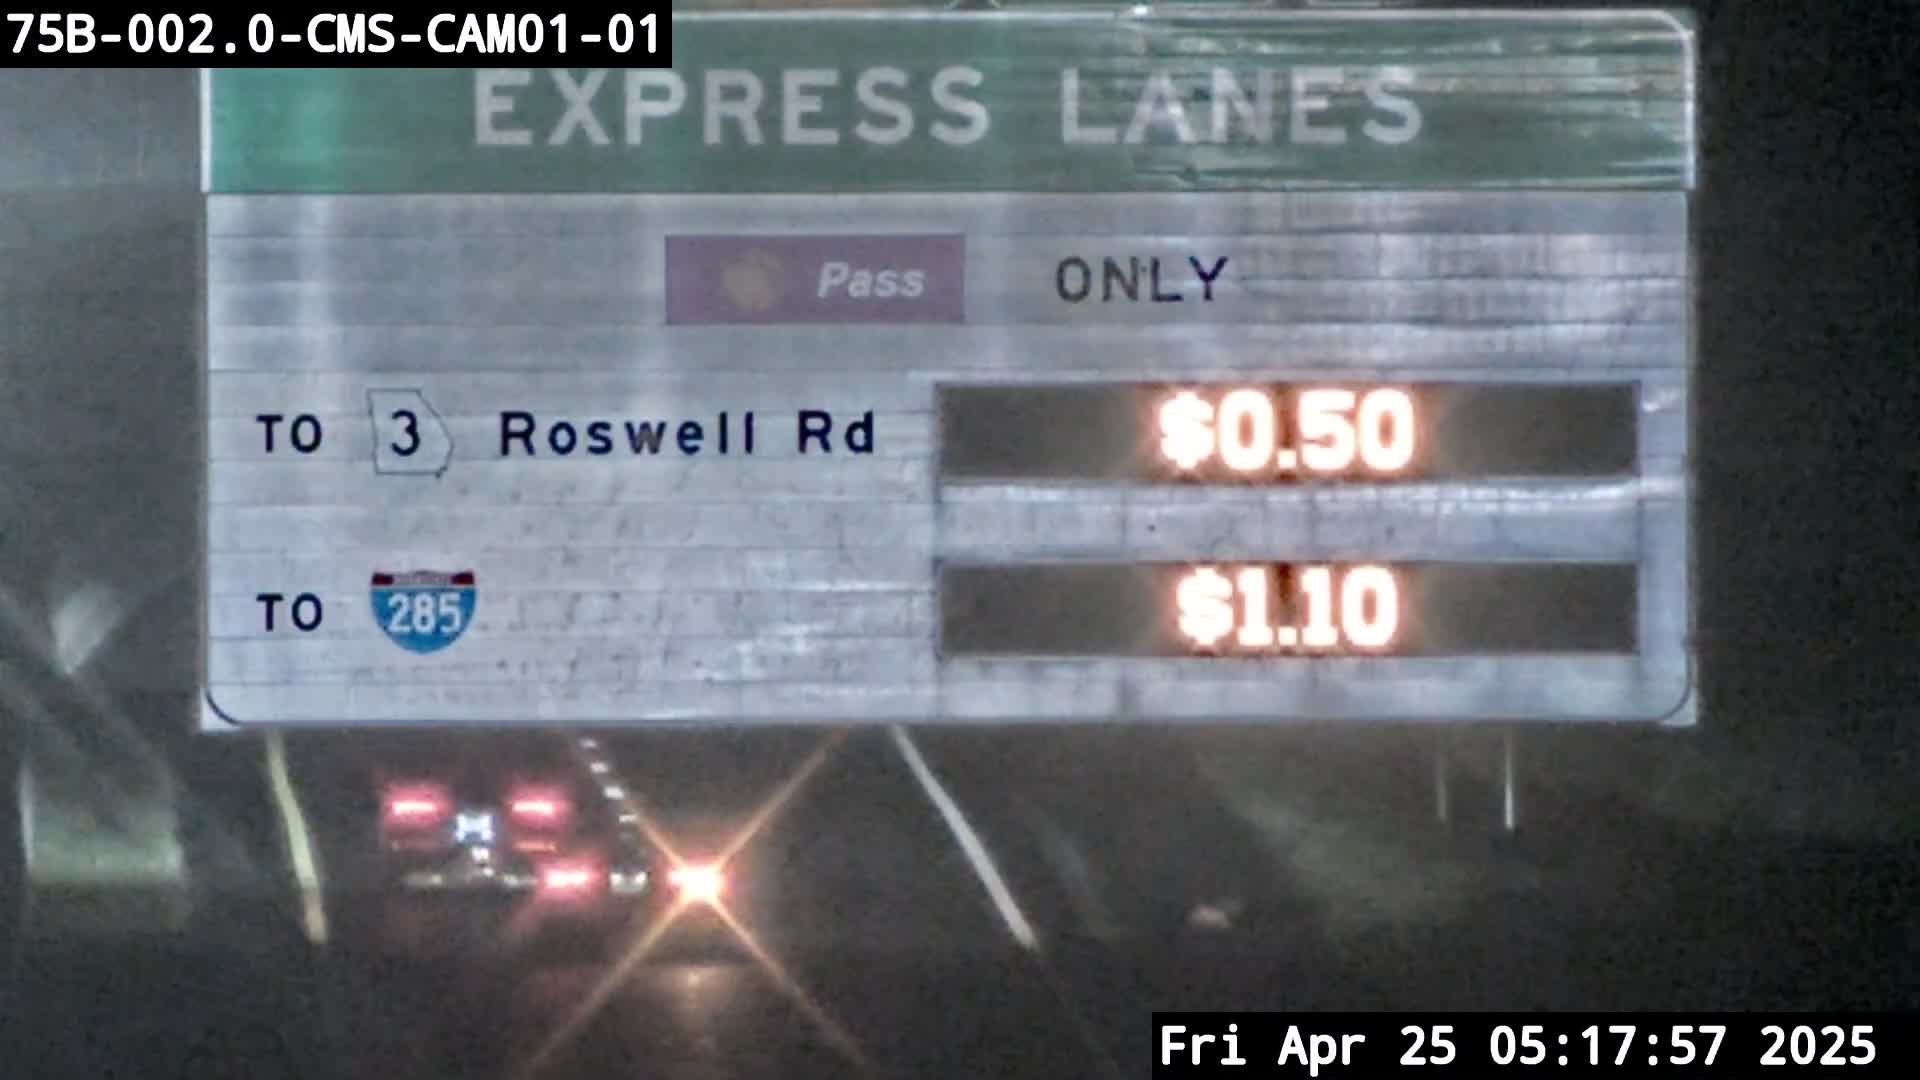 75B-002.0-CMS-CAM01-01
EXPRESS LANES
Pass ONLY
TO 3 Roswell Rd $0.50
TO 285 $1.10
Fri Apr 25 05:17:57 2025